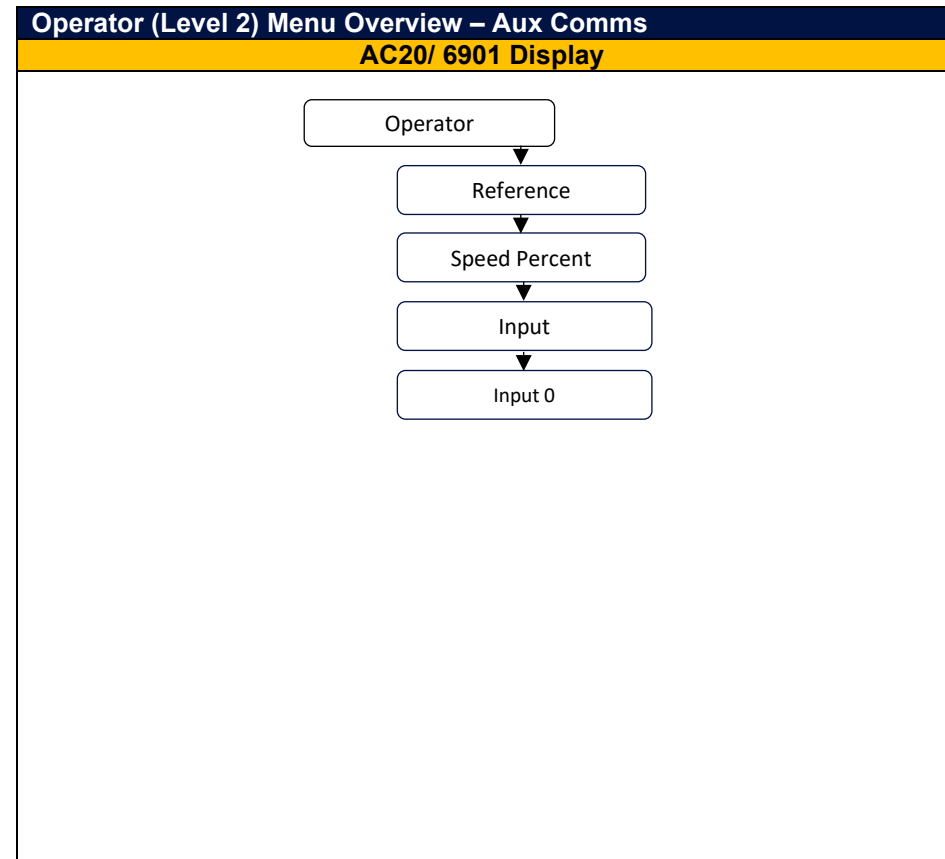 Operator (Level 2) Menu Overview – Aux Comms
AC20/ 6901 Display
Operator
Reference
Speed Percent
Input
Input 0